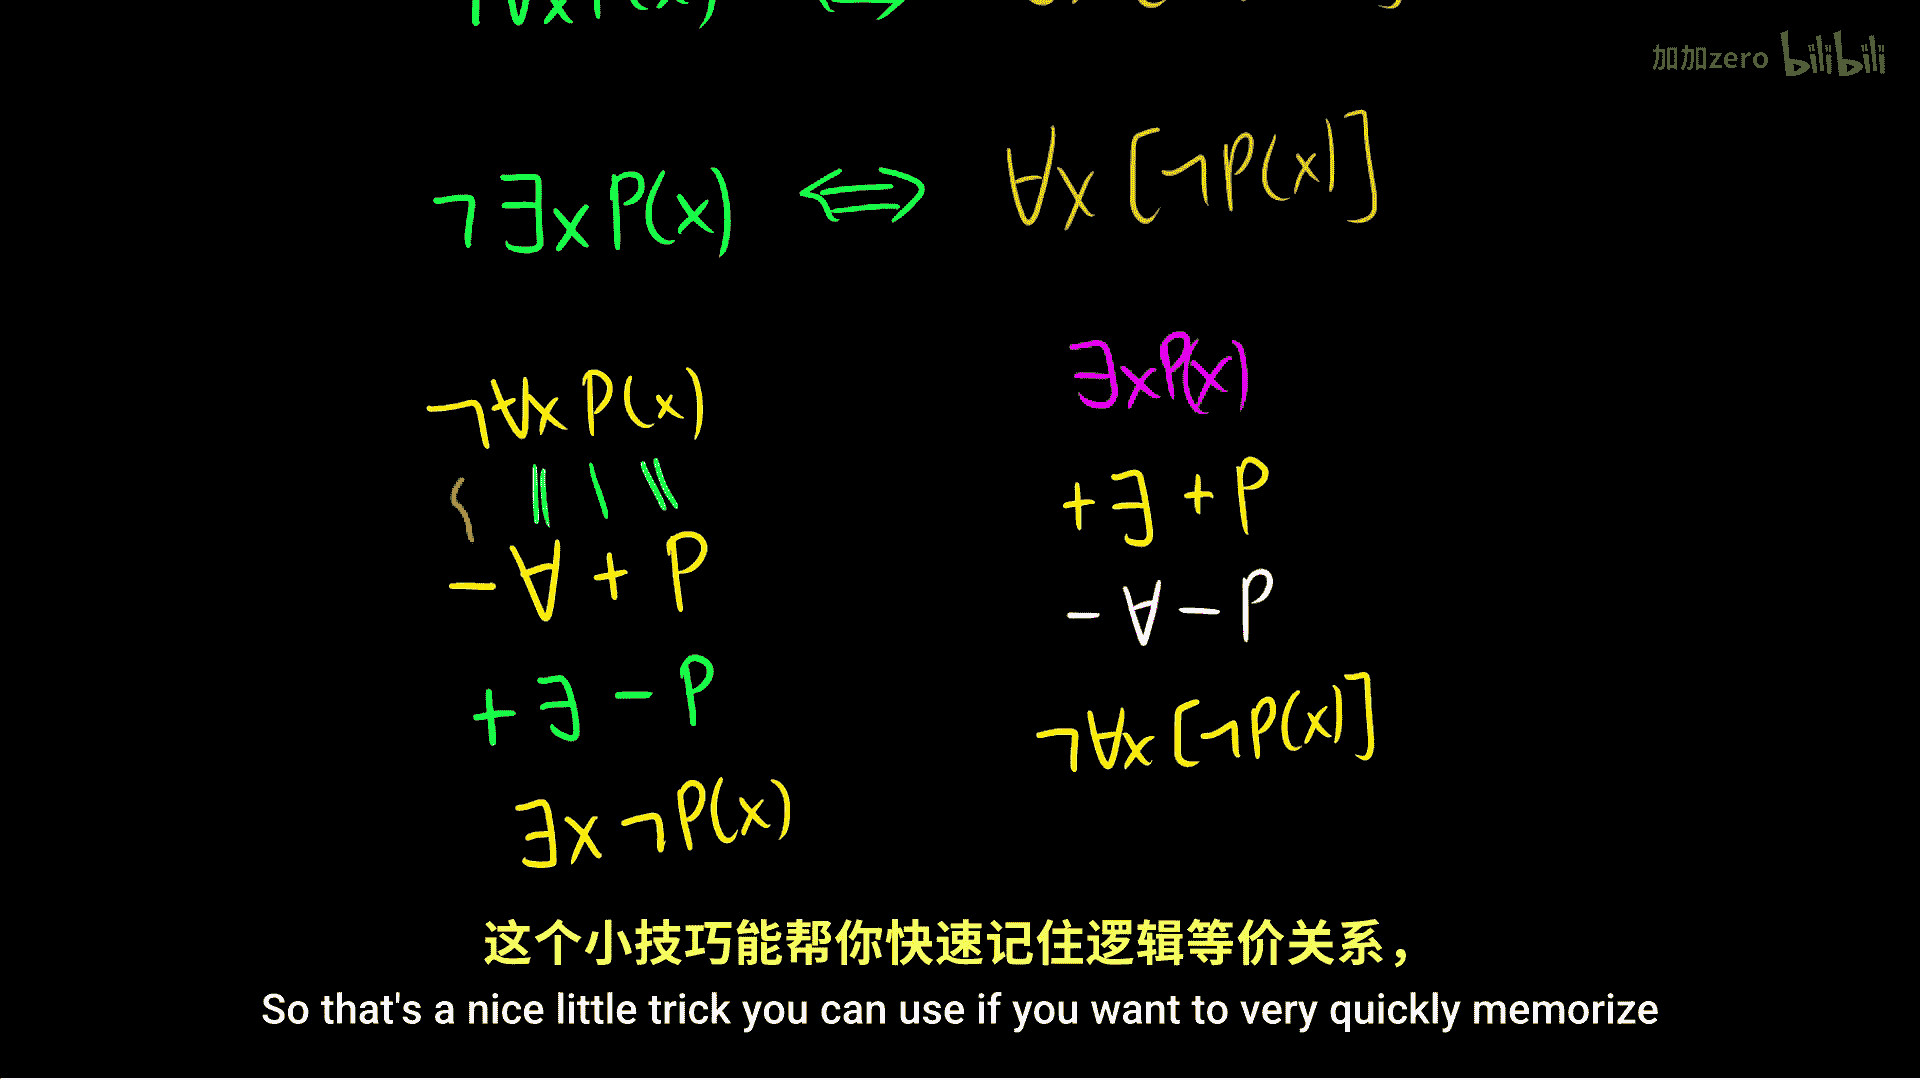 ¬∀x P(x) ⇔
加加zero bilibili
¬∃x P(x) ⇔ ∀x [¬P(x)]
¬∀x P(x)
- ∀ + P
+ ∃ - P
∃x ¬P(x)
∃x P(x)
+ ∃ + P
- ∀ - P
¬∀x [¬P(x)]
这个小技巧能帮你快速记住逻辑等价关系，
So that's a nice little trick you can use if you want to very quickly memorize